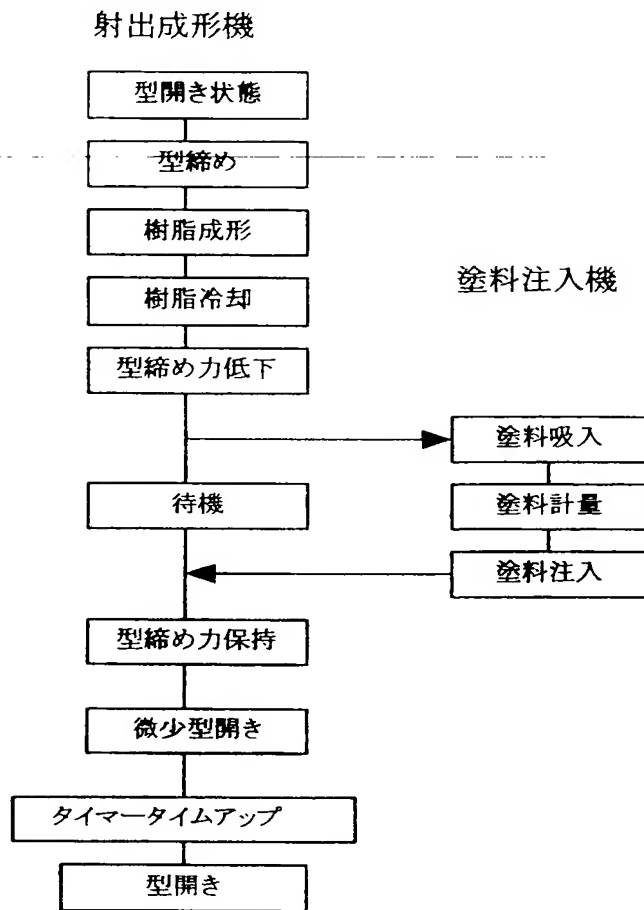 射出成形機
型開き状態
型締め
樹脂成形
樹脂冷却
型締め力低下
待機
型締め力保持
微少型開き
タイマータイムアップ
型開き
塗料注入機
塗料吸入
塗料計量
塗料注入